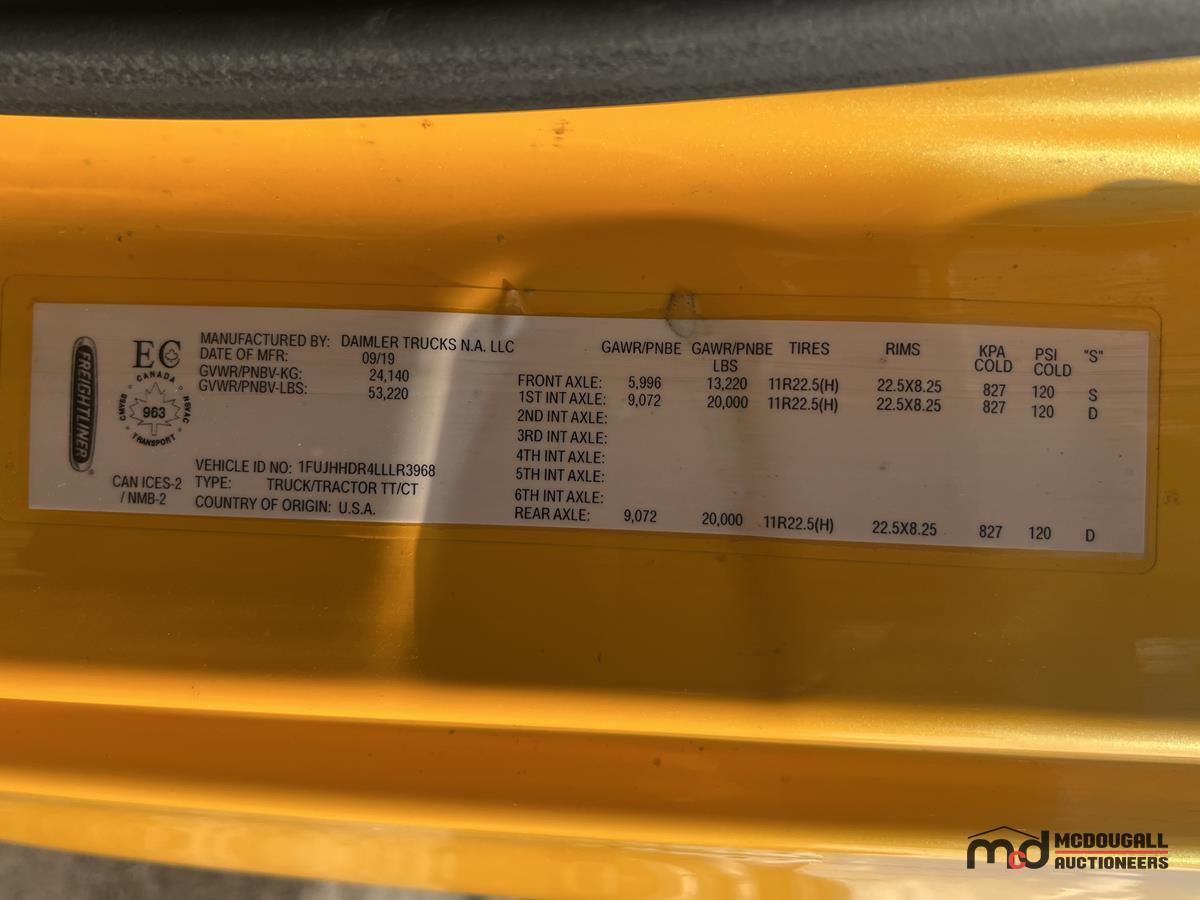 FREIGHTLINER
EC
CANADA
CMVSS 963 NSVAC
TRANSPORT
CAN ICES-2
/ NMB-2
MANUFACTURED BY: DAIMLER TRUCKS N.A. LLC
DATE OF MFR: 09/19
GVWR/PNBV-KG: 24,140
GVWR/PNBV-LBS: 53,220
VEHICLE ID NO: 1FUJHHDR4LLLR3968
TYPE: TRUCK/TRACTOR TT/CT
COUNTRY OF ORIGIN: U.S.A.
GAWR/PNBE GAWR/PNBE LBS TIRES RIMS KPA COLD PSI COLD "S"
FRONT AXLE: 5,996 13,220 11R22.5(H) 22.5X8.25 827 120 S
1ST INT AXLE: 9,072 20,000 11R22.5(H) 22.5X8.25 827 120 D
2ND INT AXLE:
3RD INT AXLE:
4TH INT AXLE:
5TH INT AXLE:
6TH INT AXLE:
REAR AXLE: 9,072 20,000 11R22.5(H) 22.5X8.25 827 120 D
mcd MCDOUGALL
AUCTIONEERS